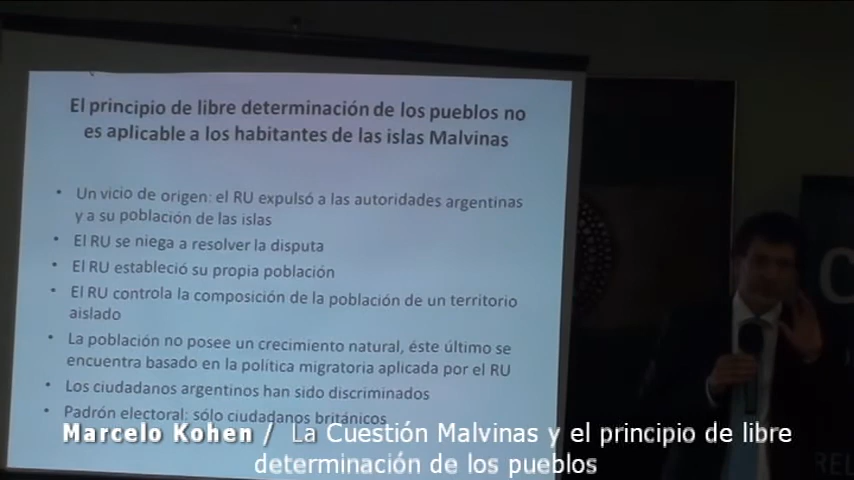 El principio de libre determinación de los pueblos no
es aplicable a los habitantes de las islas Malvinas
• Un vicio de origen: el RU expulsó a las autoridades argentinas
y a su población de las islas
• El RU se niega a resolver la disputa
• El RU estableció su propia población
• El RU controla la composición de la población de un territorio
aislado
• La población no posee un crecimiento natural, éste último se
encuentra basado en la política migratoria aplicada por el RU
• Los ciudadanos argentinos han sido discriminados
• Padrón electoral: sólo ciudadanos británicos
Marcelo Kohen / La Cuestión Malvinas y el principio de libre
determinación de los pueblos